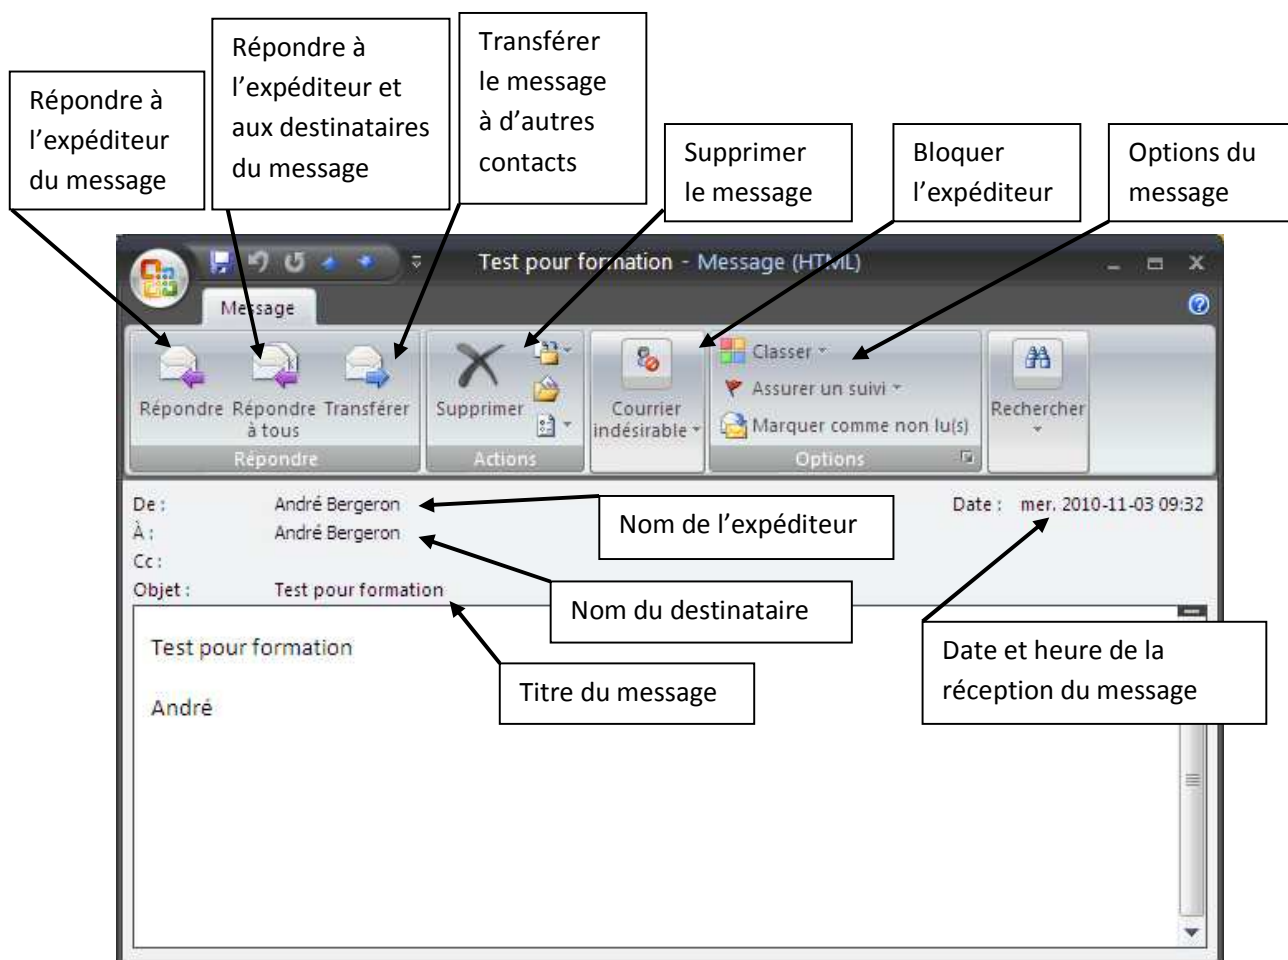 Répondre à
l’expéditeur
du message
Répondre à
l’expéditeur et
aux destinataires
du message
Transférer
le message
à d’autres
contacts
Supprimer
le message
Bloquer
l’expéditeur
Options du
message
Test pour formation - Message (HTML)
Message
Répondre
Répondre
à tous
Transférer
Répondre
Supprimer
Actions
Courrier
indésirable
Classer
Assurer un suivi
Marquer comme non lu(s)
Options
Rechercher
De : André Bergeron
Date : mer. 2010-11-03 09:32
À : André Bergeron
Cc :
Objet : Test pour formation
Nom de l’expéditeur
Nom du destinataire
Titre du message
Date et heure de la
réception du message
Test pour formation
André